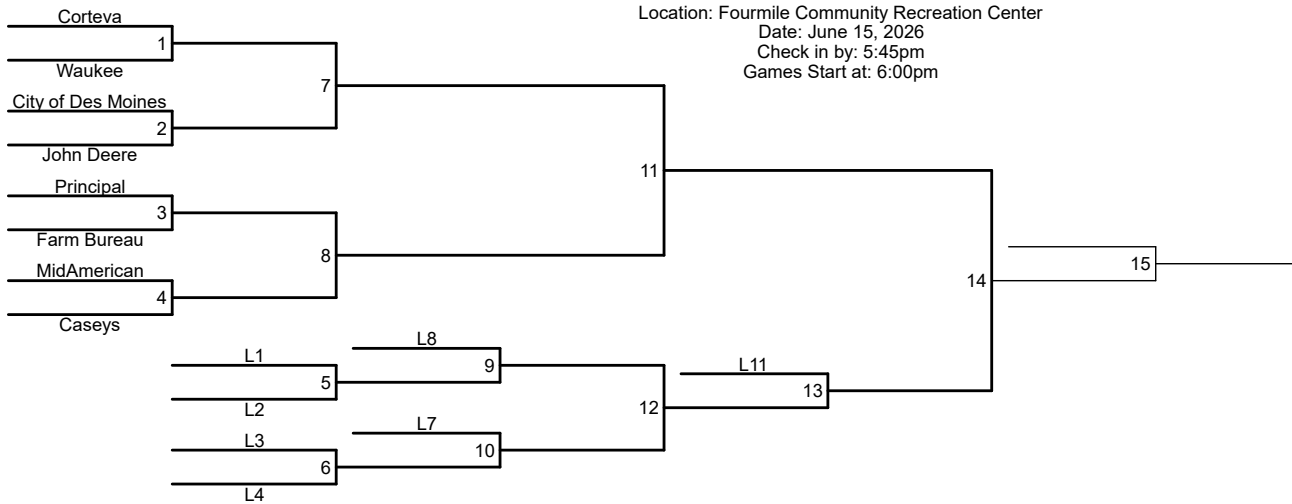 Location: Fourmile Community Recreation Center
Date: June 15, 2026
Check in by: 5:45pm
Games Start at: 6:00pm
Corteva
1
Waukee
7
City of Des Moines
2
John Deere
11
Principal
3
Farm Bureau
8
MidAmerican
4
Caseys
15
14
L1
5
L2
L8
9
L11
13
12
L3
6
L4
L7
10